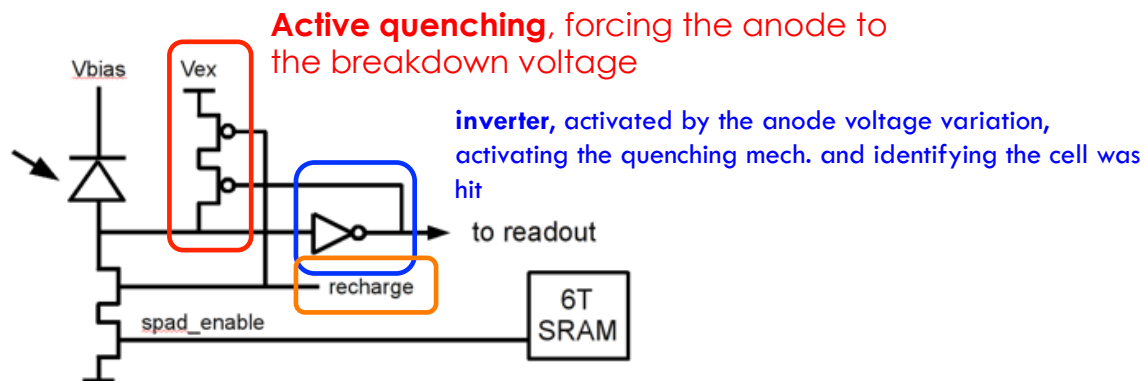 Active quenching, forcing the anode to
the breakdown voltage
Vbias
Vex
inverter, activated by the anode voltage variation,
activating the quenching mech. and identifying the cell was
hit
to readout
recharge
6T
SRAM
spad_enable